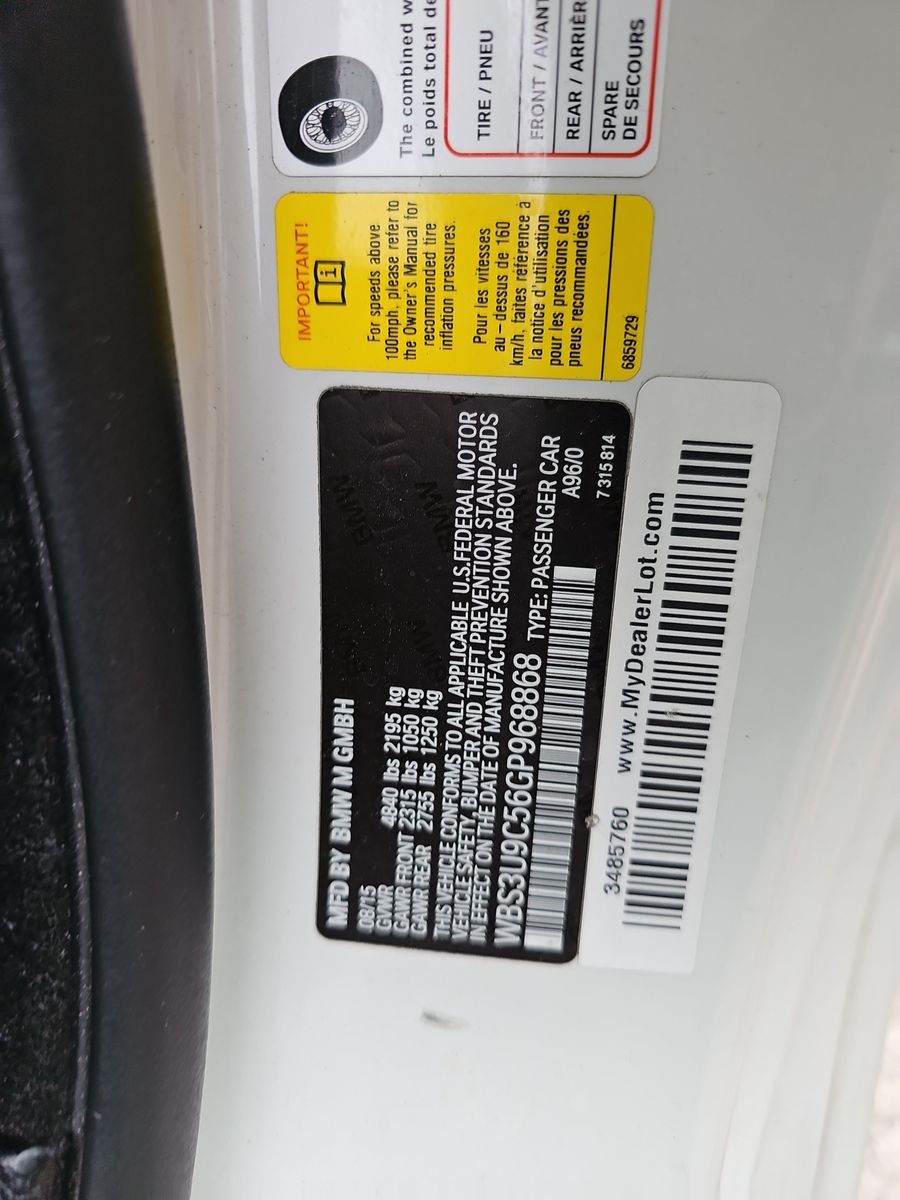 The combined w
Le poids total de
TIRE / PNEU
FRONT / AVANT
REAR / ARRIÈR
SPARE
DE SECOURS
IMPORTANT!
For speeds above
100mph, please refer to
the Owner's Manual for
recommended tire
inflation pressures.
Pour les vitesses
au - dessus de 160
km/h, faites référence à
la notice d'utilisation
pour les pressions des
pneus recommandées.
6859729
MFD BY BMW M GMBH
08/15
GVWR 4840 lbs 2195 kg
GAWR FRONT 2315 lbs 1050 kg
GAWR REAR 2755 lbs 1250 kg
THIS VEHICLE CONFORMS TO ALL APPLICABLE U.S.FEDERAL MOTOR
VEHICLE SAFETY, BUMPER AND THEFT PREVENTION STANDARDS
IN EFFECT ON THE DATE OF MANUFACTURE SHOWN ABOVE.
WBS3U9C56GP968868 TYPE: PASSENGER CAR
A96/0
7315814
3485760 www.MyDealerLot.com